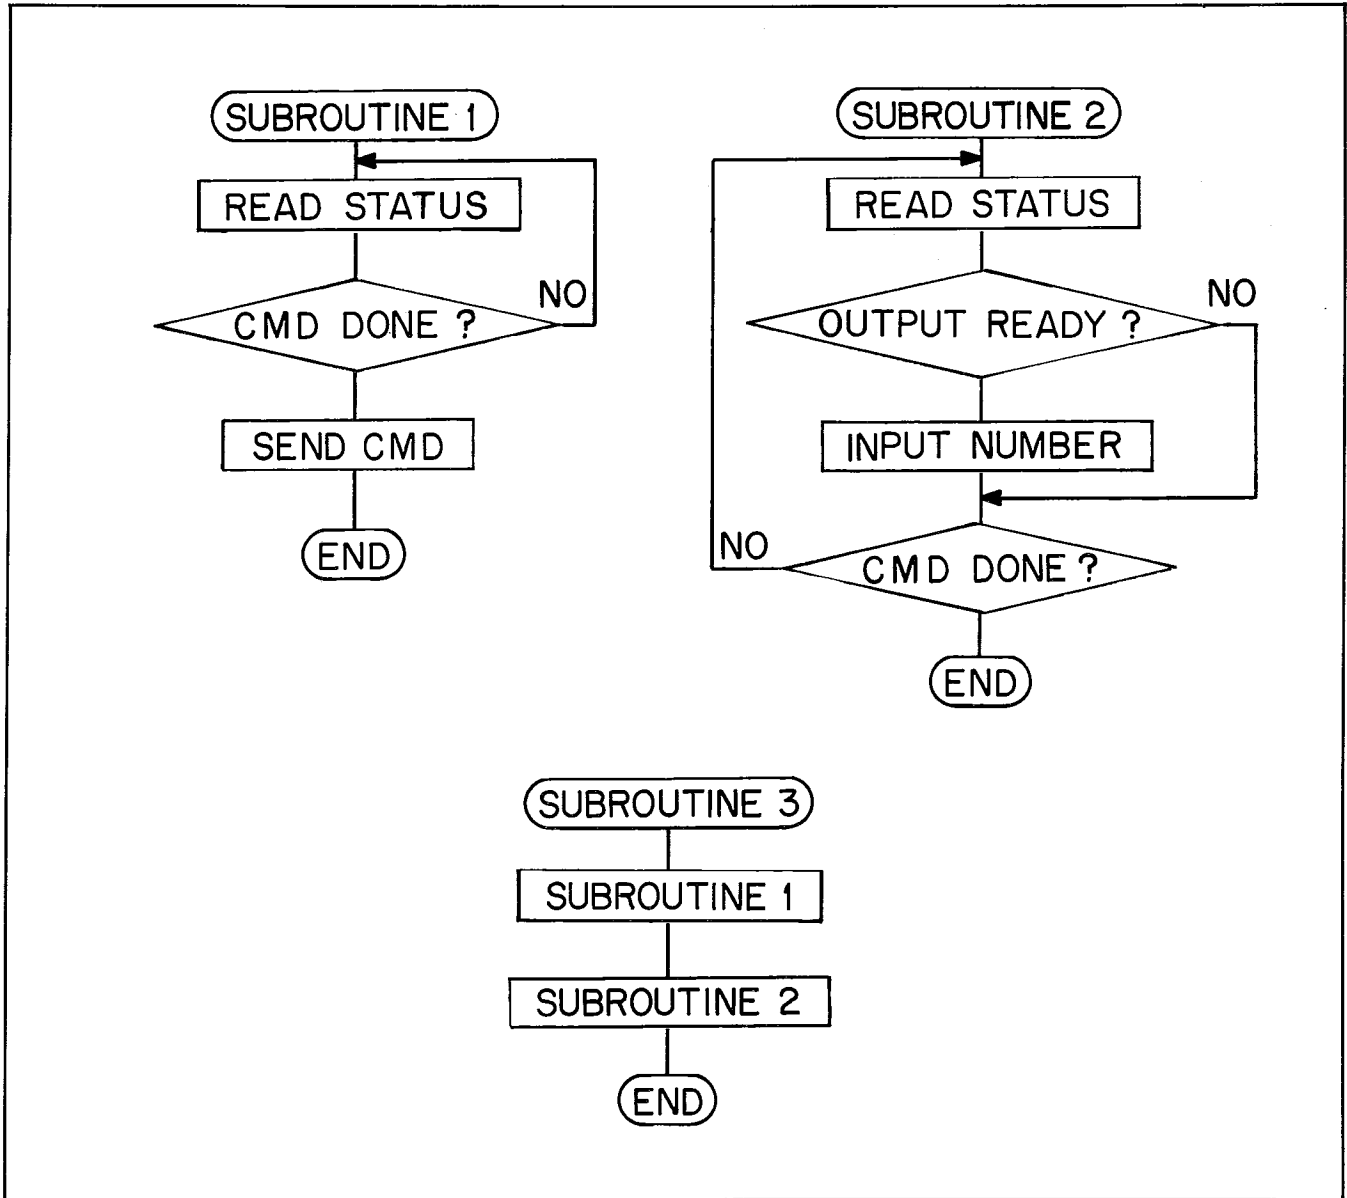 SUBROUTINE 1
READ STATUS
NO
CMD DONE ?
SEND CMD
END
SUBROUTINE 2
READ STATUS
NO
OUTPUT READY ?
INPUT NUMBER
NO
CMD DONE ?
END
SUBROUTINE 3
SUBROUTINE 1
SUBROUTINE 2
END